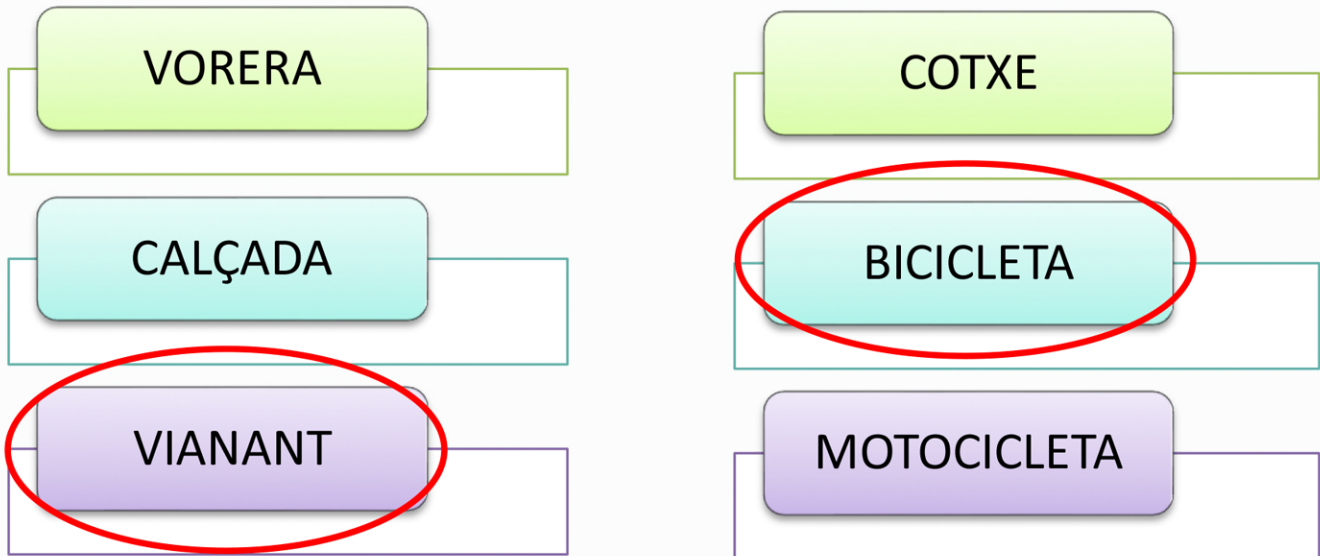 VORERA
CALÇADA
VIANANT
COTXE
BICICLETA
MOTOCICLETA